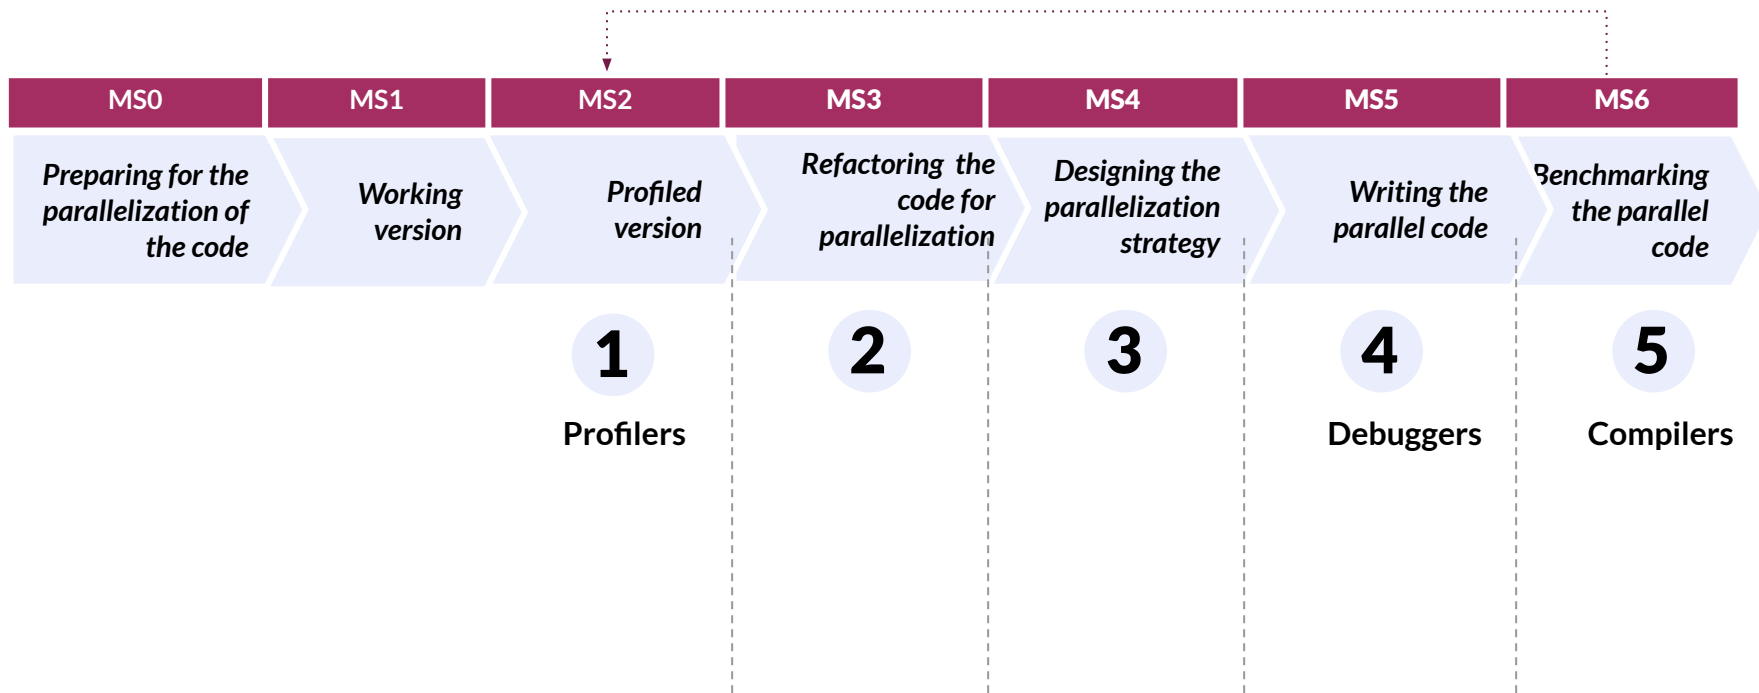 MS0
MS1
MS2
MS3
MS4
MS5
MS6
Preparing for the
parallelization of
the code
Working
version
Profiled
version
Refactoring the
code for
parallelization
Designing the
parallelization
strategy
Writing the
parallel code
Benchmarking
the parallel
code
1
2
3
4
5
Profilers
Debuggers
Compilers